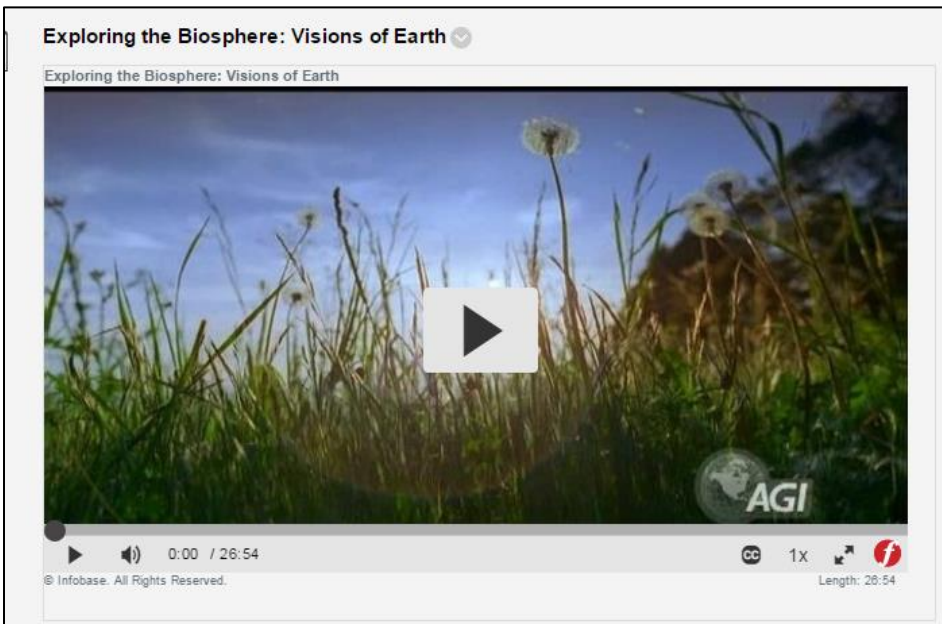 Exploring the Biosphere: Visions of Earth
Exploring the Biosphere: Visions of Earth
AGI
0:00 / 26:54
CC 1x f
© Infobase. All Rights Reserved. Length: 26:54